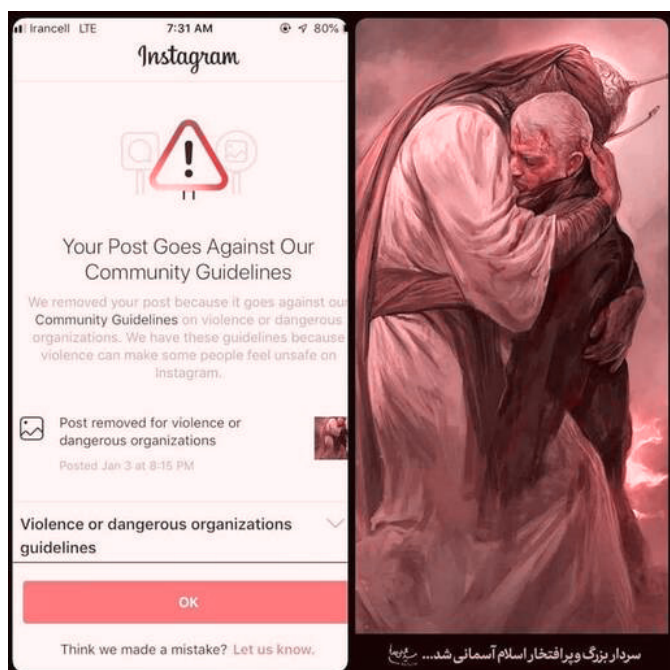 Irancell LTE 7:31 AM 80%
Instagram
Your Post Goes Against Our
Community Guidelines
We removed your post because it goes against our
Community Guidelines on violence or dangerous
organizations. We have these guidelines because
violence can make some people feel unsafe on
Instagram.
Post removed for violence or
dangerous organizations
Posted Jan 3 at 8:15 PM
Violence or dangerous organizations
guidelines
OK
Think we made a mistake? Let us know.
سردار بزرگ و پرافتخار اسلام آسمانی شد...